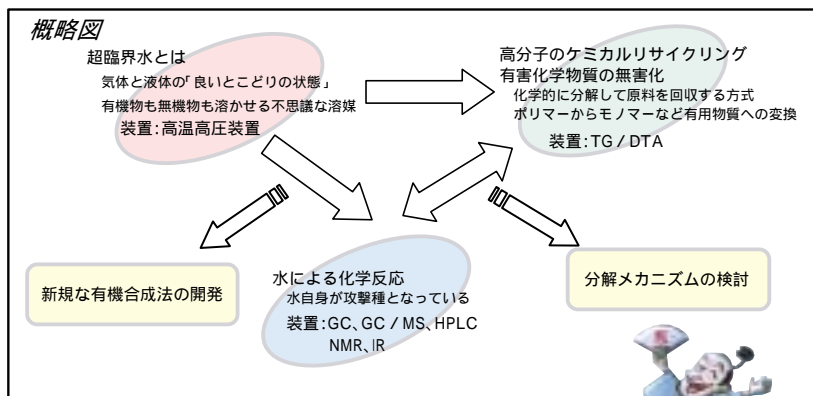 概略図
超臨界水とは
気体と液体の「良いとこどりの状態」
有機物も無機物も溶かせる不思議な溶媒
装置:高温高圧装置
高分子のケミカルリサイクリング
有害化学物質の無害化
化学的に分解して原料を回収する方式
ポリマーからモノマーなど有用物質への変換
装置:TG / DTA
新規な有機合成法の開発
水による化学反応
水自身が攻撃種となっている
装置:GC、GC / MS、HPLC
NMR、IR
分解メカニズムの検討